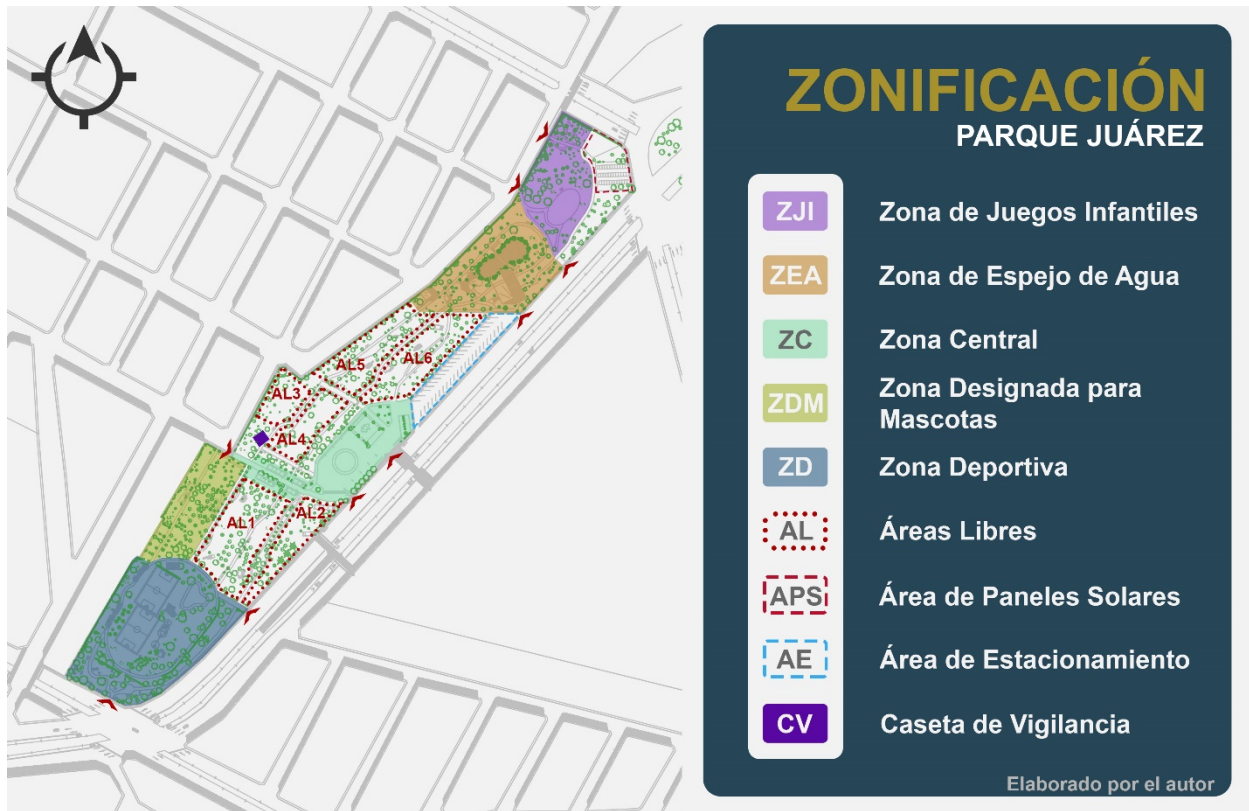 ZONIFICACIÓN
PARQUE JUÁREZ
ZJI Zona de Juegos Infantiles
ZEA Zona de Espejo de Agua
ZC Zona Central
ZDM Zona Designada para
Mascotas
ZD Zona Deportiva
AL Áreas Libres
APS Área de Paneles Solares
AE Área de Estacionamiento
CV Caseta de Vigilancia
Elaborado por el autor
AL5
AL6
AL3
AL4
AL1
AL2